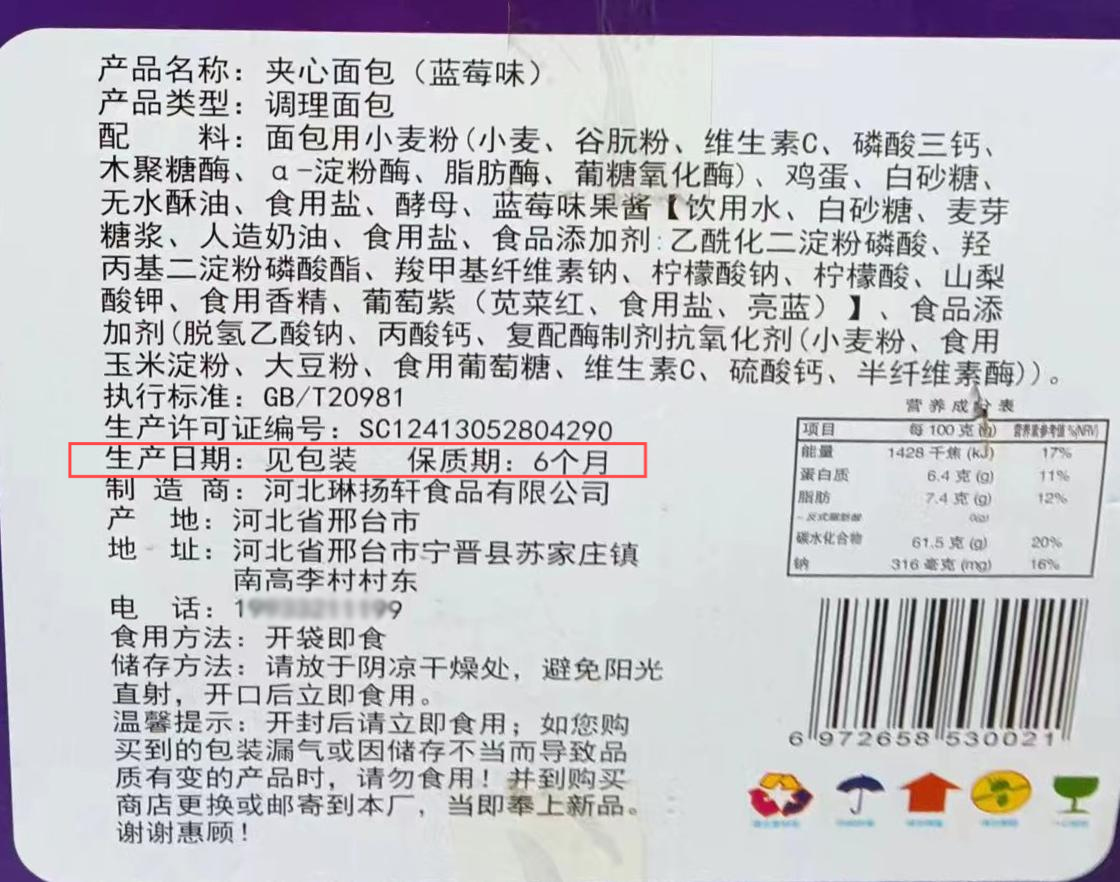 产品名称：夹心面包（蓝莓味）
产品类型：调理面包
配　　料：面包用小麦粉(小麦、谷朊粉、维生素C、磷酸三钙、
木聚糖酶、α-淀粉酶、脂肪酶、葡糖氧化酶)、鸡蛋、白砂糖、
无水酥油、食用盐、酵母、蓝莓味果酱【饮用水、白砂糖、麦芽
糖浆、人造奶油、食用盐、食品添加剂:乙酰化二淀粉磷酸、羟
丙基二淀粉磷酸酯、羧甲基纤维素钠、柠檬酸钠、柠檬酸、山梨
酸钾、食用香精、葡萄紫（苋菜红、食用盐、亮蓝）】、食品添
加剂(脱氢乙酸钠、丙酸钙、复配酶制剂抗氧化剂(小麦粉、食用
玉米淀粉、大豆粉、食用葡萄糖、维生素C、硫酸钙、半纤维素酶))。
执行标准：GB/T20981
生产许可证编号：SC12413052804290
生产日期：见包装　保质期：6个月
制 造 商：河北琳扬轩食品有限公司
产　地：河北省邢台市
地　址：河北省邢台市宁晋县苏家庄镇
南高李村村东
电　话：
食用方法：开袋即食
储存方法：请放于阴凉干燥处，避免阳光
直射，开口后立即食用。
温馨提示：开封后请立即食用；如您购
买到的包装漏气或因储存不当而导致品
质有变的产品时，请勿食用！并到购买
商店更换或邮寄到本厂，当即奉上新品。
谢谢惠顾！
营养成分表
项目 每100克(g) 营养素参考值%(NRV)
能量 1428千焦(kJ) 17%
蛋白质 6.4克(g) 11%
脂肪 7.4克(g) 12%
-反式脂肪酸 0(g)
碳水化合物 61.5克(g) 20%
钠 316毫克(mg) 16%
6 972658 530021